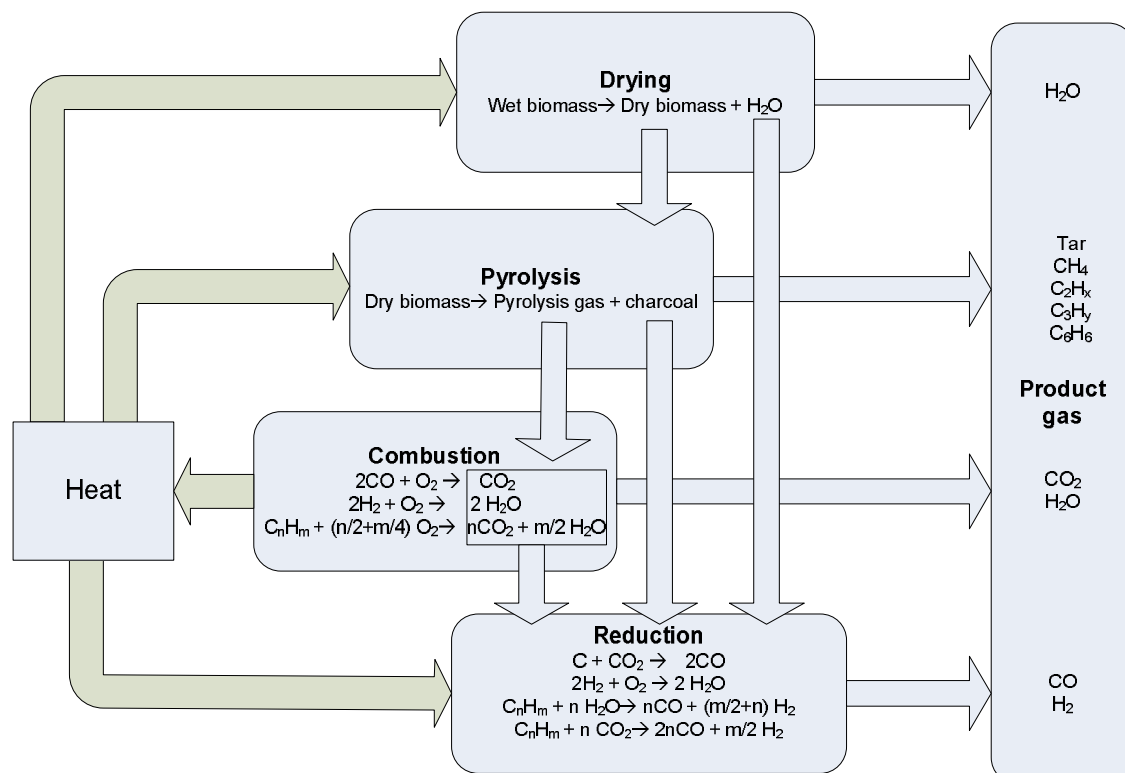 Drying
Wet biomass→ Dry biomass + H₂O
H₂O
Pyrolysis
Dry biomass→ Pyrolysis gas + charcoal
Tar
CH₄
C₂Hₓ
C₃Hᵧ
C₆H₆
Product
gas
Heat
Combustion
2CO + O₂ → CO₂
2H₂ + O₂ → 2 H₂O
CₙHₘ + (n/2+m/4) O₂→ nCO₂ + m/2 H₂O
CO₂
H₂O
Reduction
C + CO₂ → 2CO
2H₂ + O₂ → 2 H₂O
CₙHₘ + n H₂O→ nCO + (m/2+n) H₂
CₙHₘ + n CO₂→ 2nCO + m/2 H₂
CO
H₂